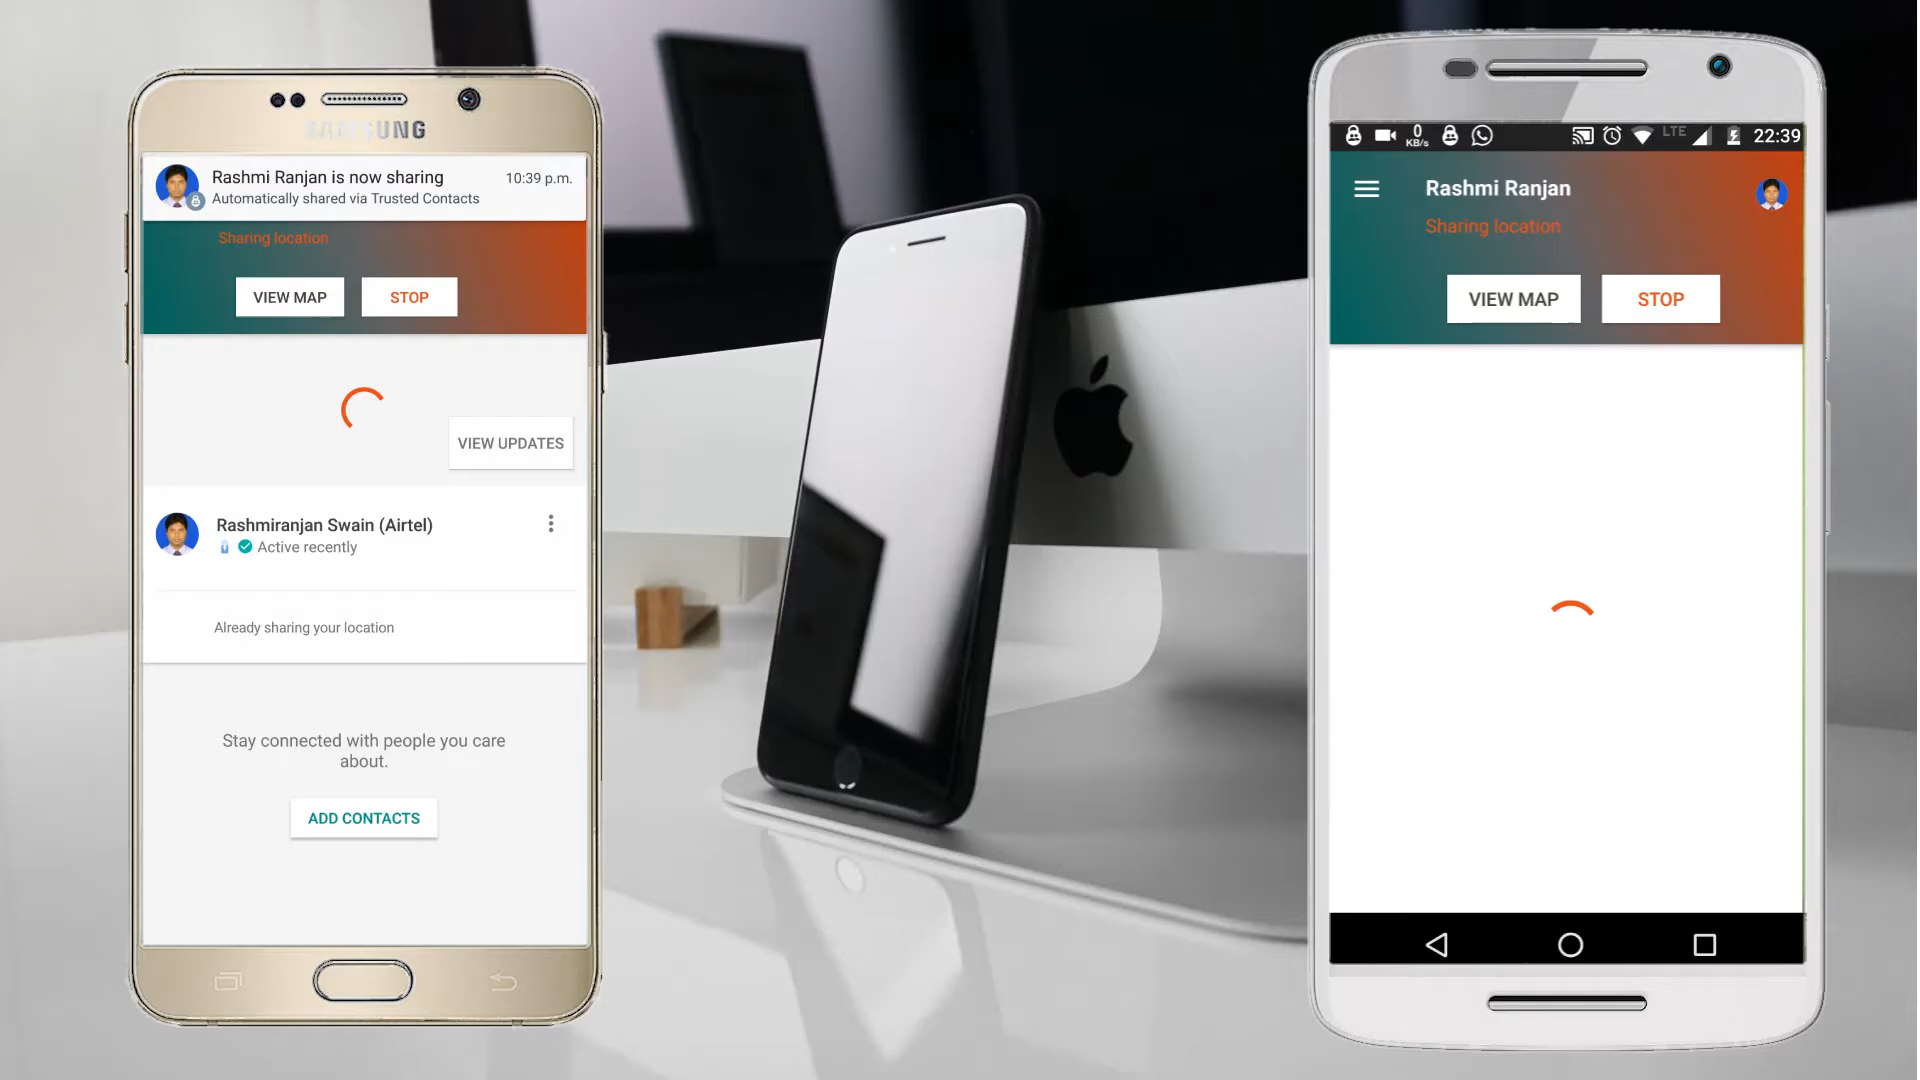 SAMSUNG
Rashmi Ranjan is now sharing
10:39 p.m.
Automatically shared via Trusted Contacts
Sharing location
VIEW MAP
STOP
VIEW UPDATES
Rashmiranjan Swain (Airtel)
Active recently
Already sharing your location
Stay connected with people you care
about.
ADD CONTACTS
0
KB/s
LTE
22:39
Rashmi Ranjan
Sharing location
VIEW MAP
STOP